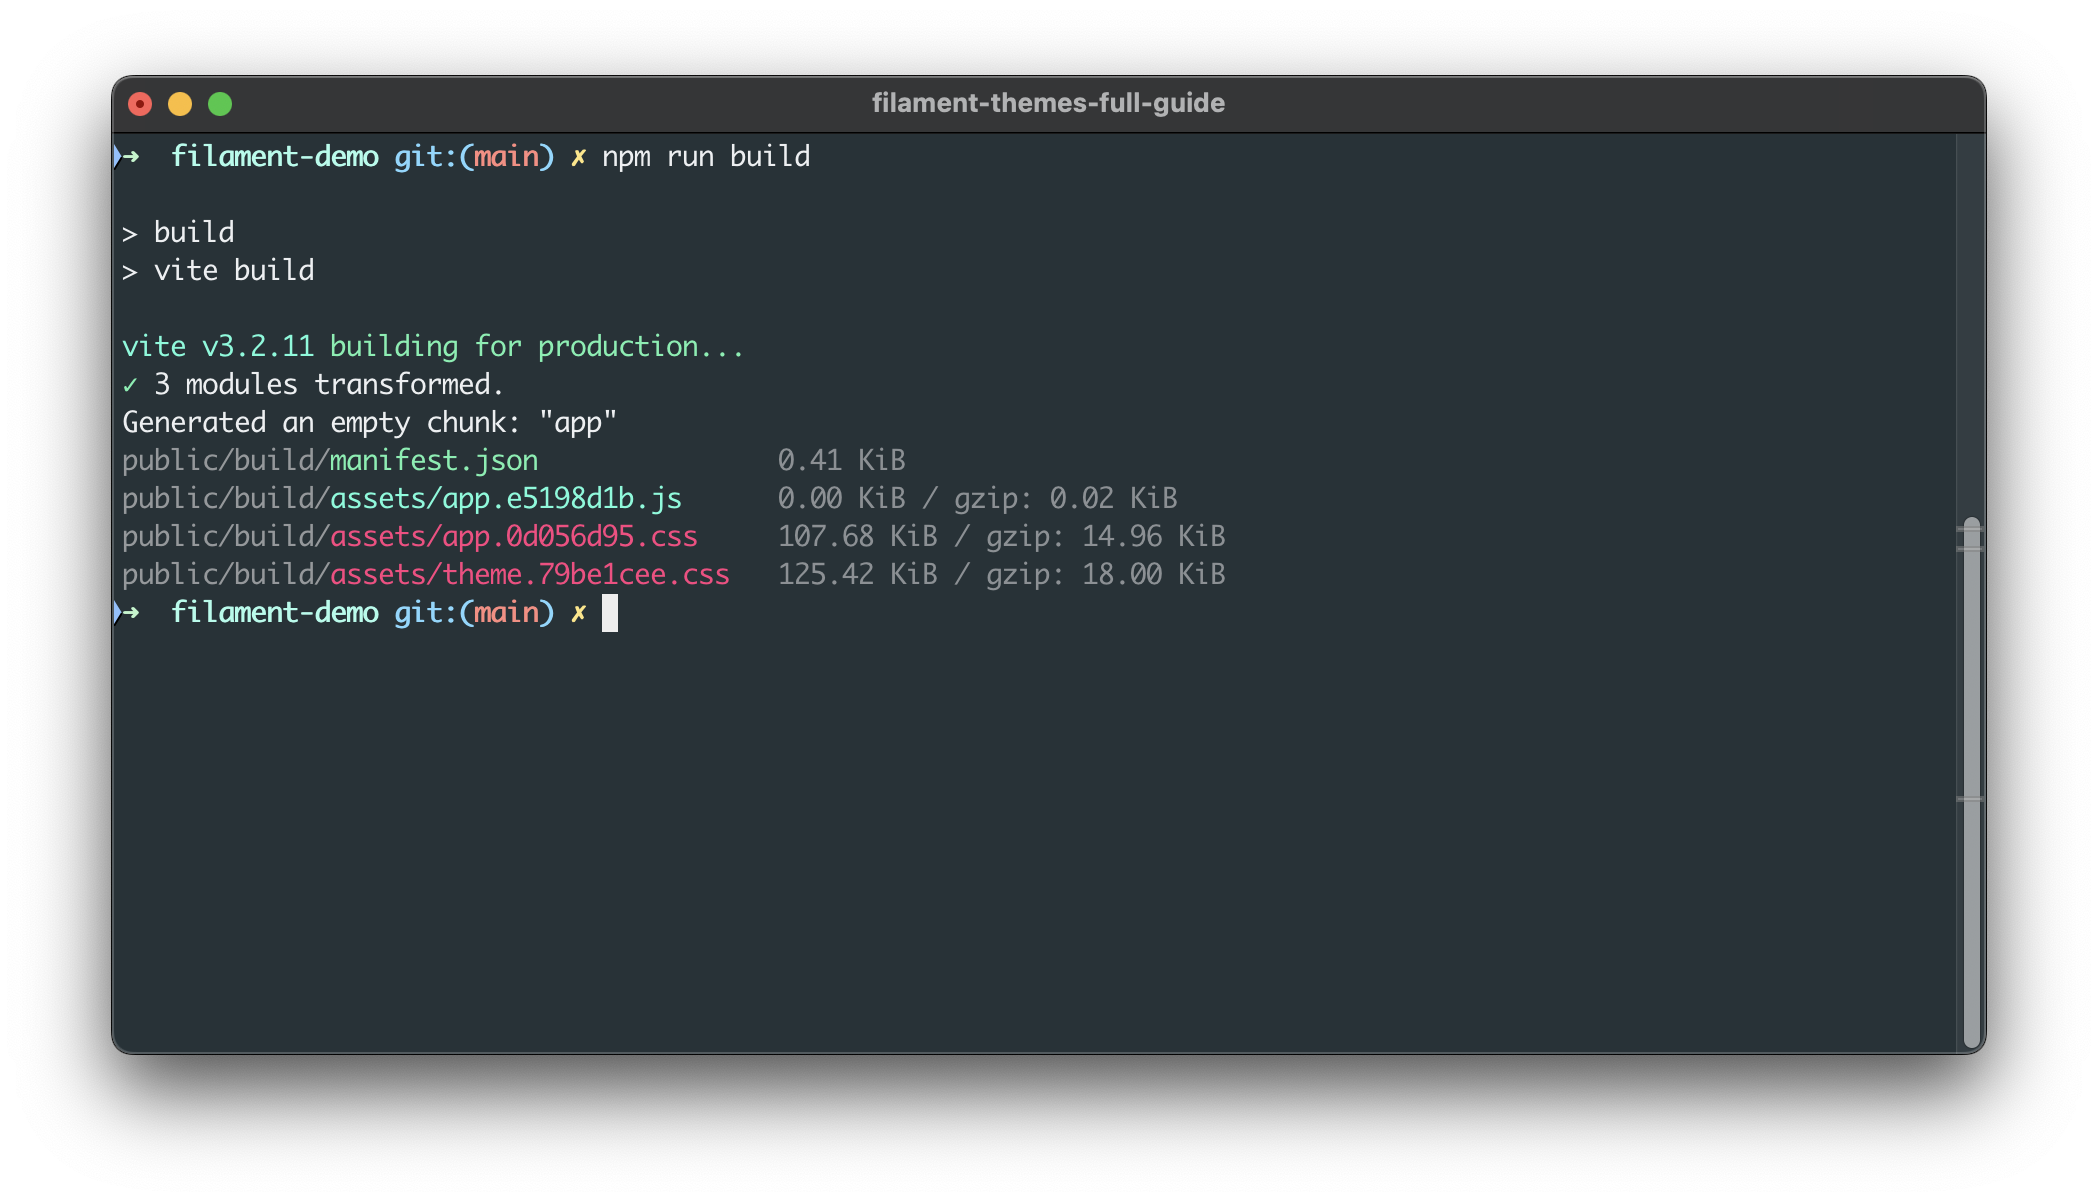 filament-themes-full-guide
➜  filament-demo git:(main) ✗ npm run build
> build
> vite build
vite v3.2.11 building for production...
✓ 3 modules transformed.
Generated an empty chunk: "app"
public/build/manifest.json               0.41 KiB
public/build/assets/app.e5198d1b.js      0.00 KiB / gzip: 0.02 KiB
public/build/assets/app.0d056d95.css     107.68 KiB / gzip: 14.96 KiB
public/build/assets/theme.79be1cee.css   125.42 KiB / gzip: 18.00 KiB
➜  filament-demo git:(main) ✗